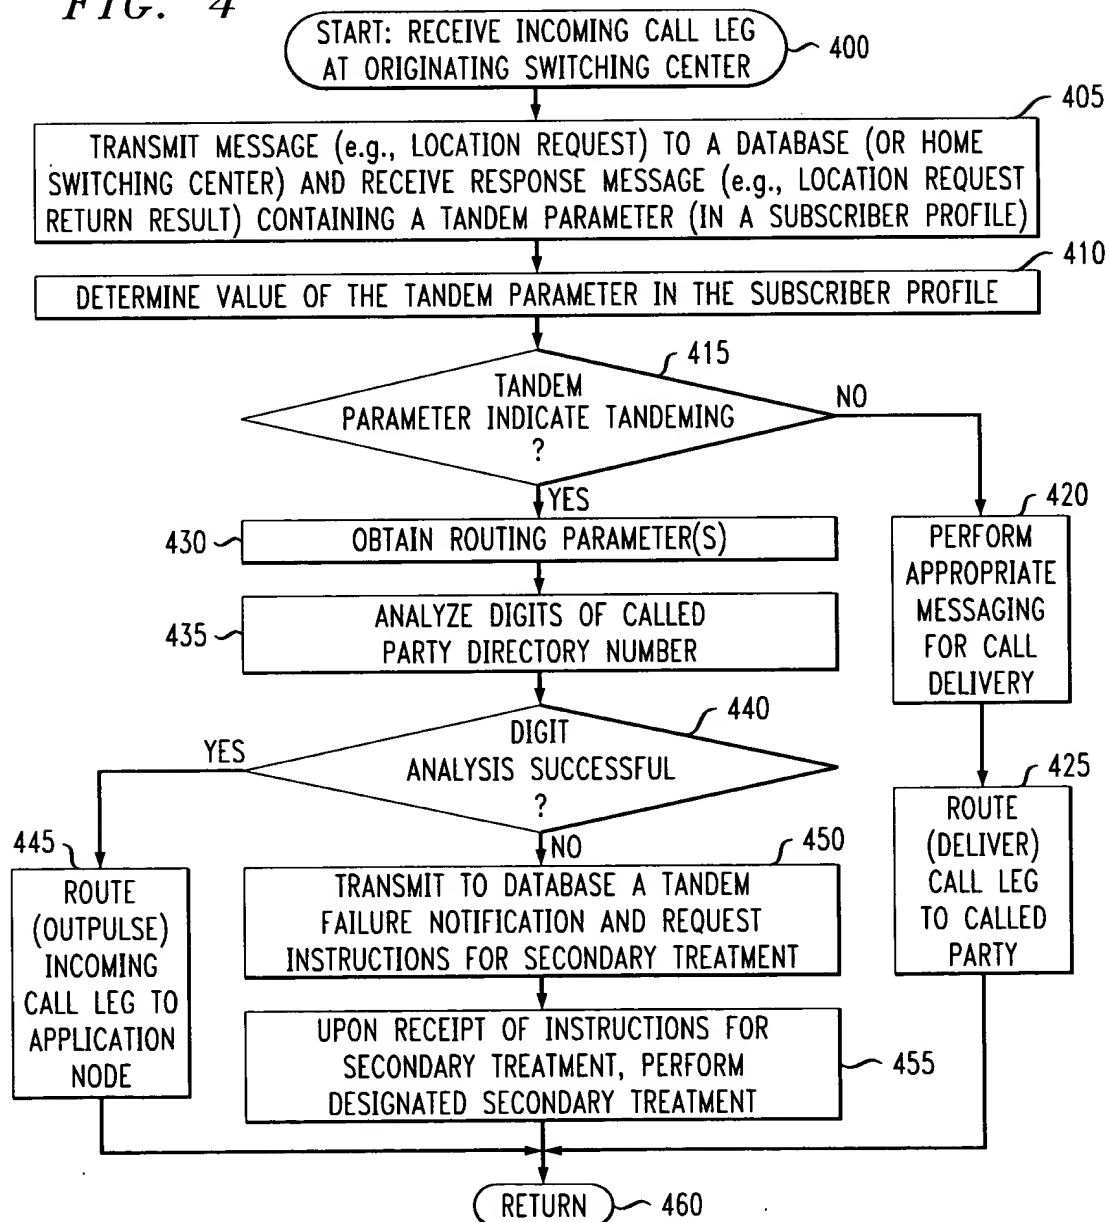 FIG. 4
START: RECEIVE INCOMING CALL LEG
AT ORIGINATING SWITCHING CENTER
400
405
TRANSMIT MESSAGE (e.g., LOCATION REQUEST) TO A DATABASE (OR HOME
SWITCHING CENTER) AND RECEIVE RESPONSE MESSAGE (e.g., LOCATION REQUEST
RETURN RESULT) CONTAINING A TANDEM PARAMETER (IN A SUBSCRIBER PROFILE)
410
DETERMINE VALUE OF THE TANDEM PARAMETER IN THE SUBSCRIBER PROFILE
415
TANDEM
PARAMETER INDICATE TANDEMING
?
NO
YES
420
PERFORM
APPROPRIATE
MESSAGING
FOR CALL
DELIVERY
430
OBTAIN ROUTING PARAMETER(S)
435
ANALYZE DIGITS OF CALLED
PARTY DIRECTORY NUMBER
440
DIGIT
ANALYSIS SUCCESSFUL
?
YES
NO
425
ROUTE
(DELIVER)
CALL LEG
TO CALLED
PARTY
445
ROUTE
(OUTPULSE)
INCOMING
CALL LEG TO
APPLICATION
NODE
450
TRANSMIT TO DATABASE A TANDEM
FAILURE NOTIFICATION AND REQUEST
INSTRUCTIONS FOR SECONDARY TREATMENT
UPON RECEIPT OF INSTRUCTIONS FOR
SECONDARY TREATMENT, PERFORM
DESIGNATED SECONDARY TREATMENT
455
RETURN
460